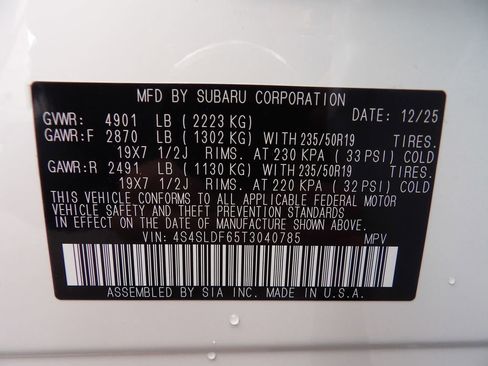 MFD BY SUBARU CORPORATION
GVWR: 4901 LB ( 2223 KG) DATE: 12/25
GAWR:F 2870 LB ( 1302 KG) WITH 235/50R19 TIRES.
19X7 1/2J RIMS. AT 230 KPA ( 33 PSI) COLD
GAWR:R 2491 LB ( 1130 KG) WITH 235/50R19 TIRES.
19X7 1/2J RIMS. AT 220 KPA ( 32 PSI) COLD
THIS VEHICLE CONFORMS TO ALL APPLICABLE FEDERAL MOTOR
VEHICLE SAFETY AND THEFT PREVENTION STANDARDS
IN EFFECT ON THE DATE OF MANUFACTURE SHOWN ABOVE.
VIN: 4S4SLDF65T3040785 MPV
ASSEMBLED BY SIA INC. MADE IN U.S.A.